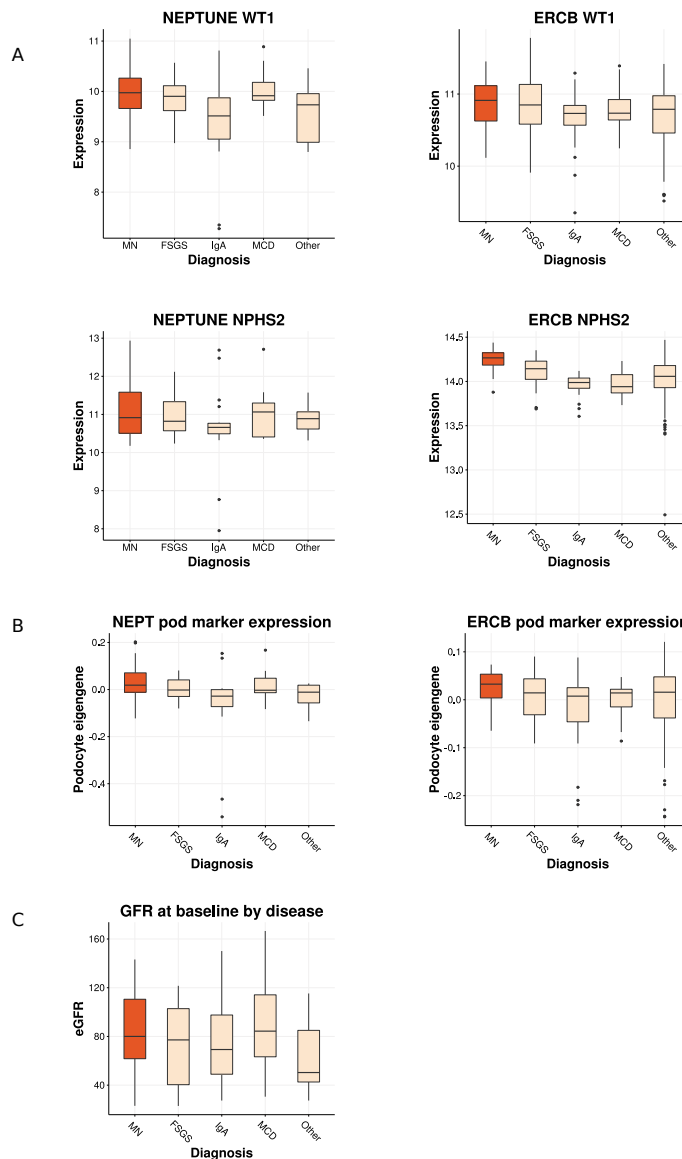 A
NEPTUNE WT1
Expression
11
10
9
8
MN FSGS IgA MCD Other
Diagnosis
ERCB WT1
Expression
11
10
MN FSGS IgA MCD Other
Diagnosis
NEPTUNE NPHS2
Expression
13
12
11
10
9
8
MN FSGS IgA MCD Other
Diagnosis
ERCB NPHS2
Expression
14.5
14.0
13.5
13.0
12.5
MN FSGS IgA MCD Other
Diagnosis
B
NEPT pod marker expression
Podocyte eigengene
0.2
0.0
-0.2
-0.4
MN FSGS IgA MCD Other
Diagnosis
ERCB pod marker expression
Podocyte eigengene
0.1
0.0
-0.1
-0.2
MN FSGS IgA MCD Other
Diagnosis
C
GFR at baseline by disease
eGFR
160
120
80
40
MN FSGS IgA MCD Other
Diagnosis